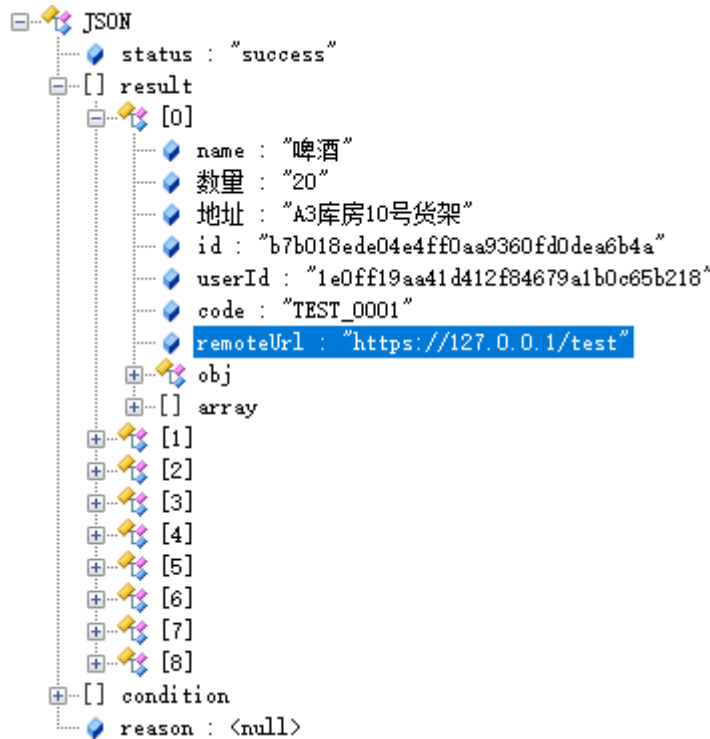 JSON
status : "success"
[] result
[0]
name : "啤酒"
数量 : "20"
地址 : "A3库房10号货架"
id : "b7b018ede04e4ff0aa9360fd0dea6b4a"
userId : "1e0ff19aa41d412f84679a1b0c65b218"
code : "TEST_0001"
remoteUrl : "https://127.0.0.1/test"
obj
[] array
[1]
[2]
[3]
[4]
[5]
[6]
[7]
[8]
[] condition
reason : <null>